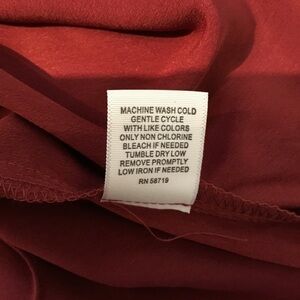 MACHINE WASH COLD
GENTLE CYCLE
WITH LIKE COLORS
ONLY NON CHLORINE
BLEACH IF NEEDED
TUMBLE DRY LOW
REMOVE PROMPTLY
LOW IRON IF NEEDED
RN 58719